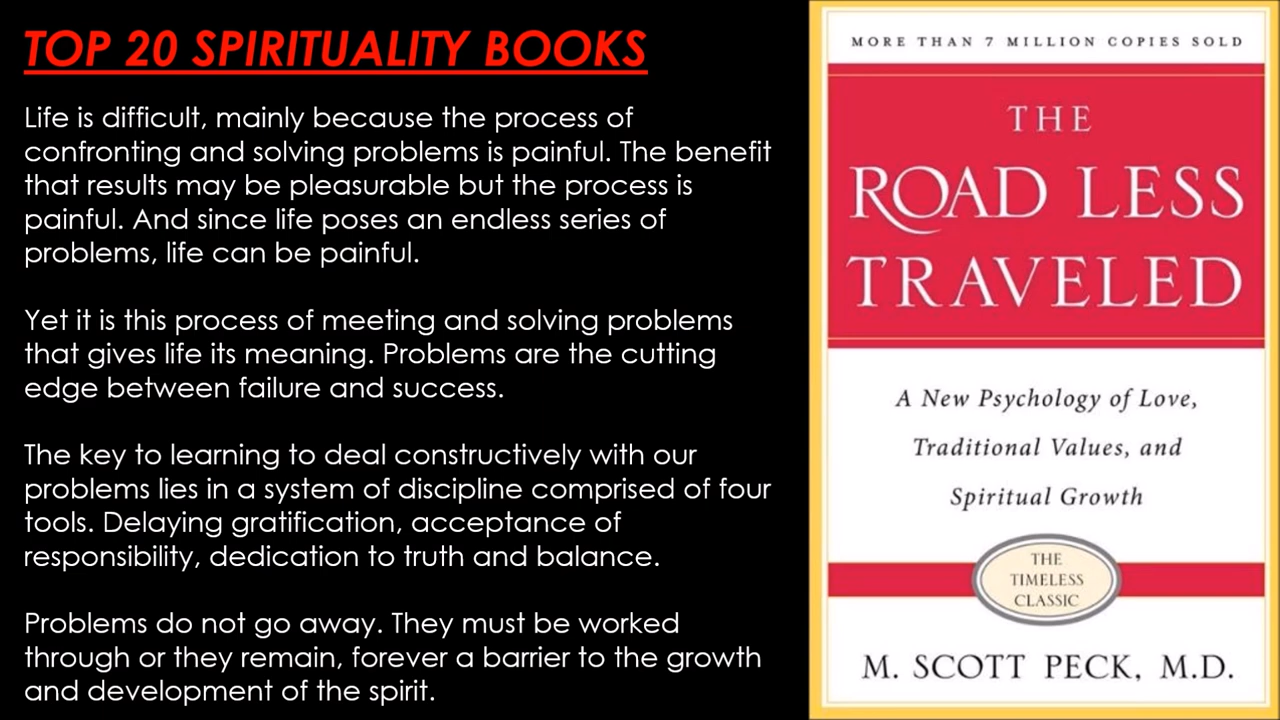 TOP 20 SPIRITUALITY BOOKS
Life is difficult, mainly because the process of
confronting and solving problems is painful. The benefit
that results may be pleasurable but the process is
painful. And since life poses an endless series of
problems, life can be painful.
Yet it is this process of meeting and solving problems
that gives life its meaning. Problems are the cutting
edge between failure and success.
The key to learning to deal constructively with our
problems lies in a system of discipline comprised of four
tools. Delaying gratification, acceptance of
responsibility, dedication to truth and balance.
Problems do not go away. They must be worked
through or they remain, forever a barrier to the growth
and development of the spirit.
MORE THAN 7 MILLION COPIES SOLD
THE
ROAD LESS
TRAVELED
A New Psychology of Love,
Traditional Values, and
Spiritual Growth
THE
TIMELESS
CLASSIC
M. SCOTT PECK, M.D.